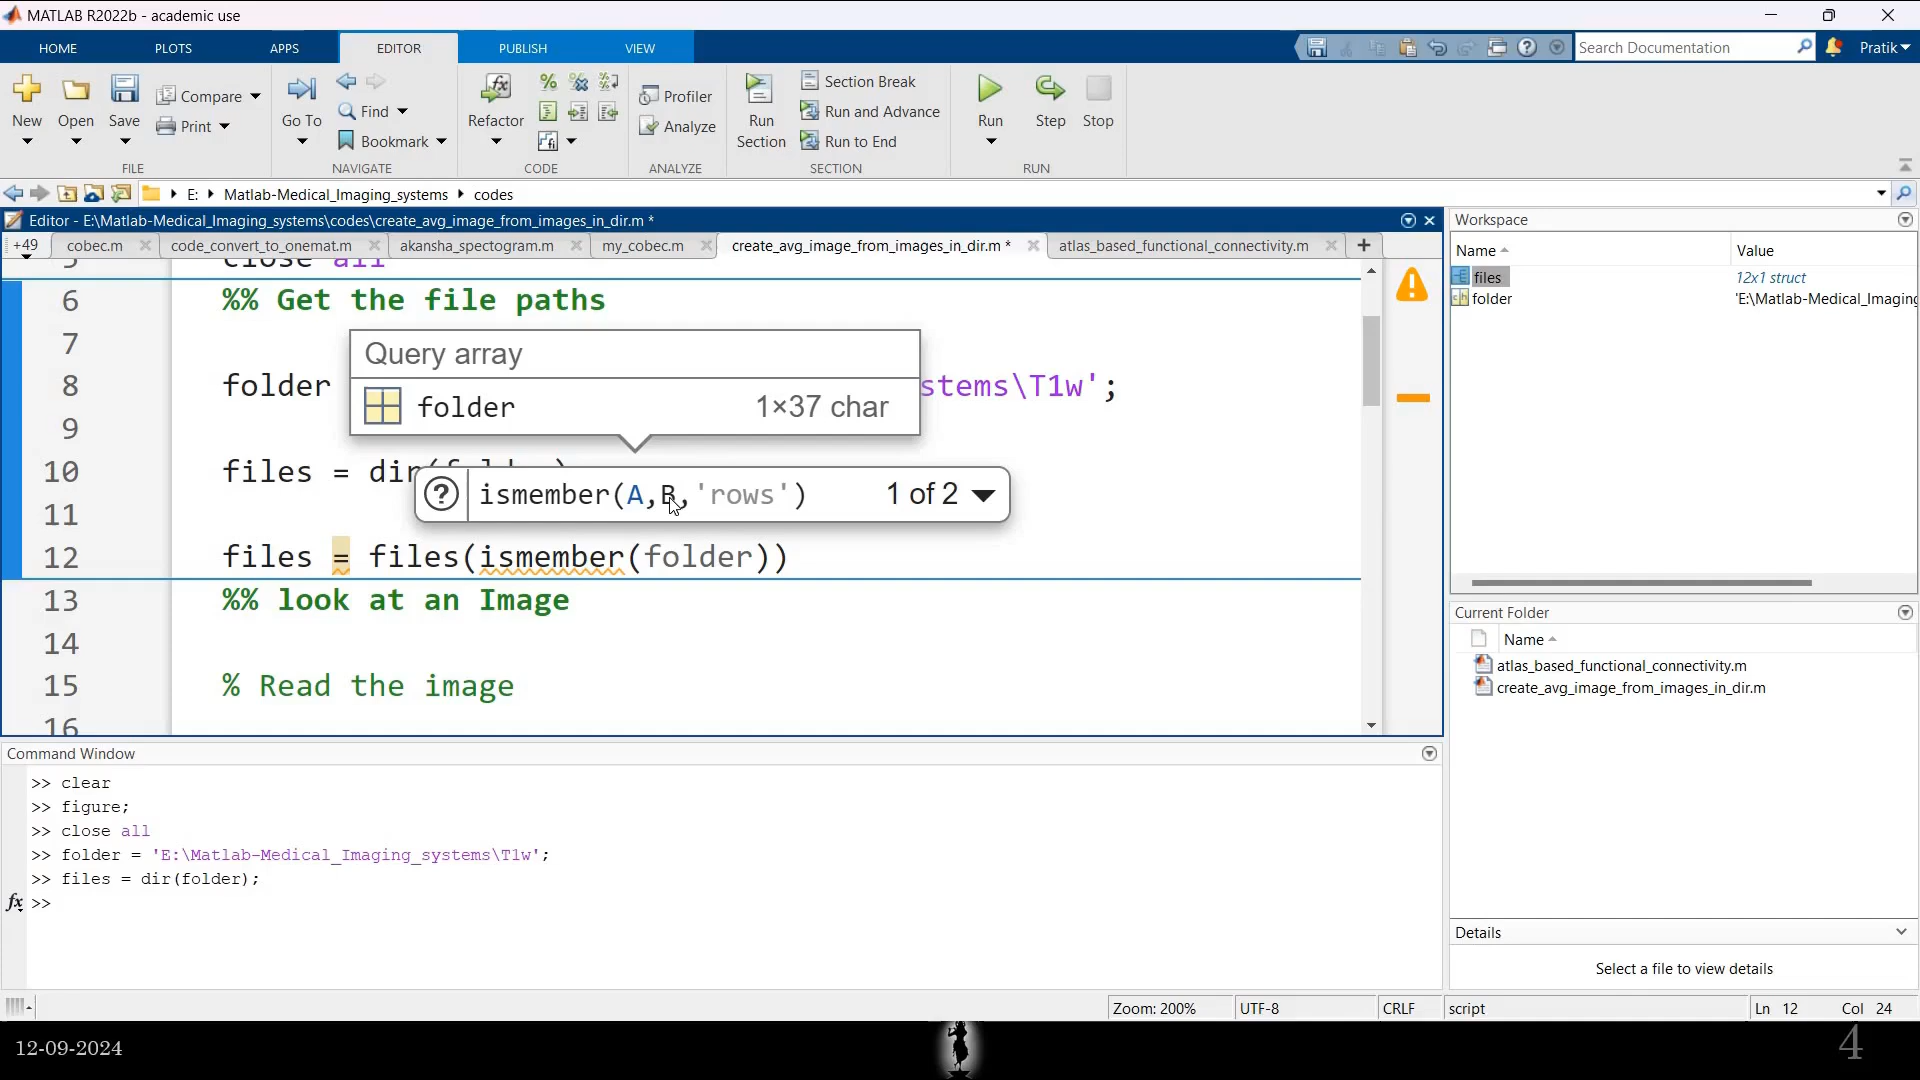 MATLAB R2022b - academic use
HOME PLOTS APPS EDITOR PUBLISH VIEW Search Documentation Pratik
New Open Save Compare Print Go To Find Bookmark Refactor Profiler Analyze Run Section Section Break Run and Advance Run to End Run Step Stop
FILE NAVIGATE CODE ANALYZE SECTION RUN
E: Matlab-Medical_Imaging_systems codes
Editor - E:\Matlab-Medical_Imaging_systems\codes\create_avg_image_from_images_in_dir.m *
+49 cobec.m code_convert_to_onemat.m akansha_spectogram.m my_cobec.m create_avg_image_from_images_in_dir.m * atlas_based_functional_connectivity.m
5 close all
6 %% Get the file paths
7
Query array
8 folder stems\T1w';
folder 1×37 char
9
10 files = dir(folder)
ismember(A,B,'rows') 1 of 2
11
12 files = files(ismember(folder))
13 %% look at an Image
14
15 % Read the image
16
Workspace
Name Value
files 12x1 struct
folder 'E:\Matlab-Medical_Imaging
Current Folder
Name
atlas_based_functional_connectivity.m
create_avg_image_from_images_in_dir.m
Details
Select a file to view details
Command Window
>> clear
>> figure;
>> close all
>> folder = 'E:\Matlab-Medical_Imaging_systems\T1w';
>> files = dir(folder);
fx >>
Zoom: 200% UTF-8 CRLF script Ln 12 Col 24
12-09-2024 4